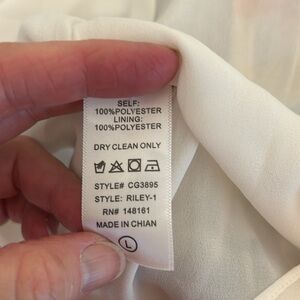 SELF:
100%POLYESTER
LINING:
100%POLYESTER
DRY CLEAN ONLY
STYLE# CG3895
STYLE: RILEY-1
RN# 148161
MADE IN CHIAN
L